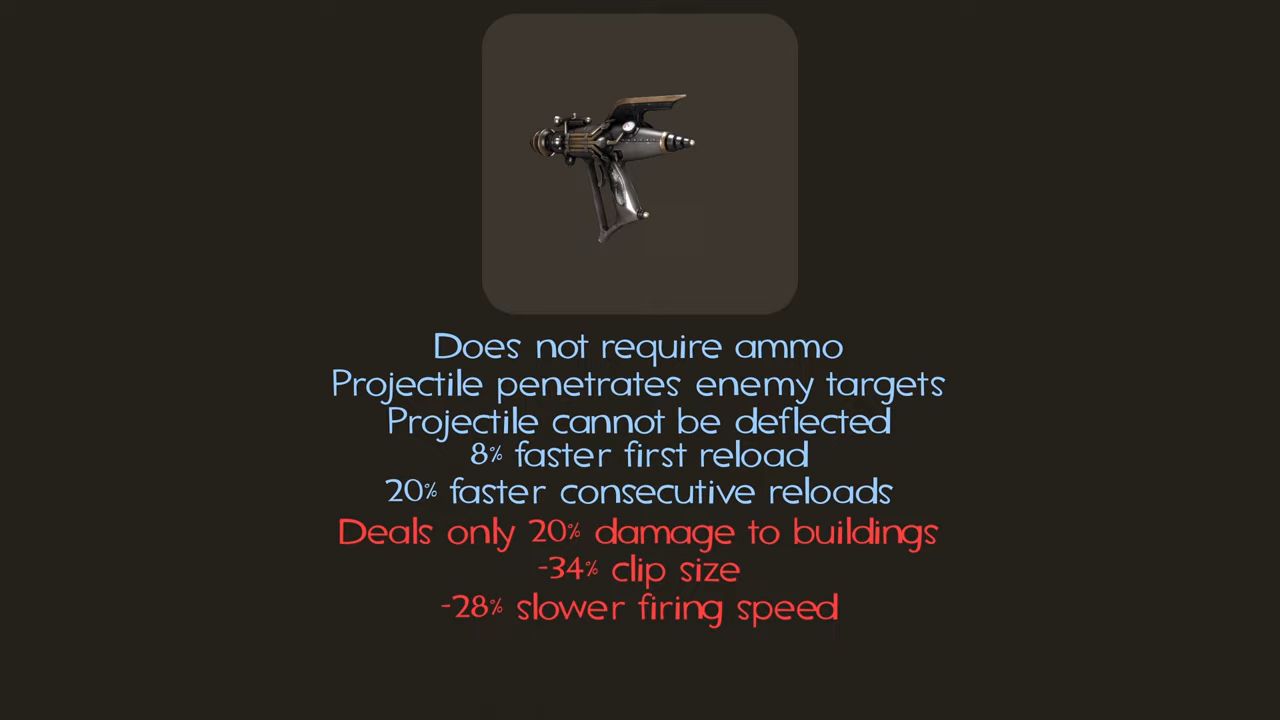 Does not require ammo
Projectile penetrates enemy targets
Projectile cannot be deflected
8% faster first reload
20% faster consecutive reloads
Deals only 20% damage to buildings
-34% clip size
-28% slower firing speed